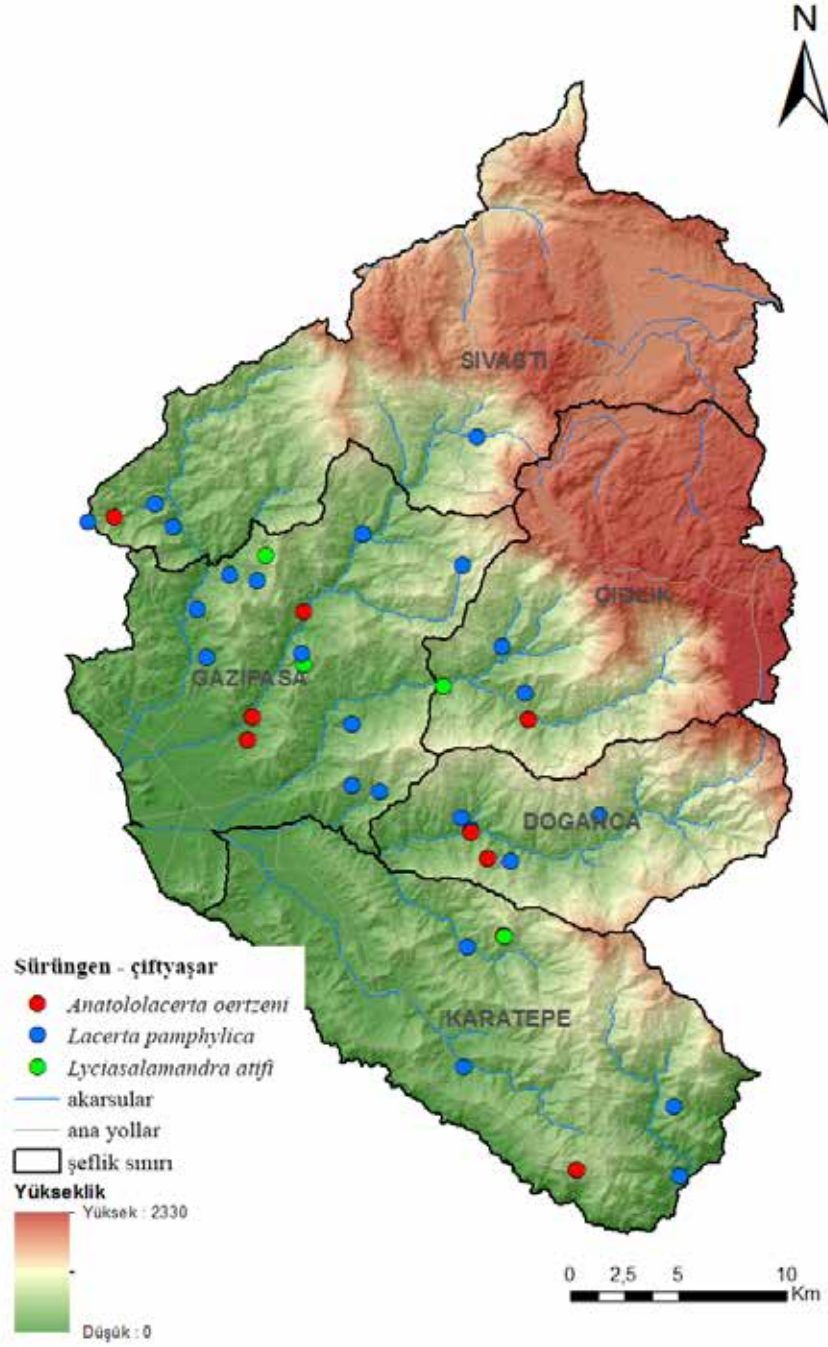 N
SIVASTI
ÇIĞLIK
GAZİPAŞA
DOĞANCA
KARATEPE
Sürüngen - çiftyaşar
Anatololacerta oertzeni
Lacerta pamphylica
Lyciasalamandra atifi
akarsular
ana yollar
şeflik sınırı
Yükseklik
Yüksek : 2330
Düşük : 0
0 2,5 5 10
Km